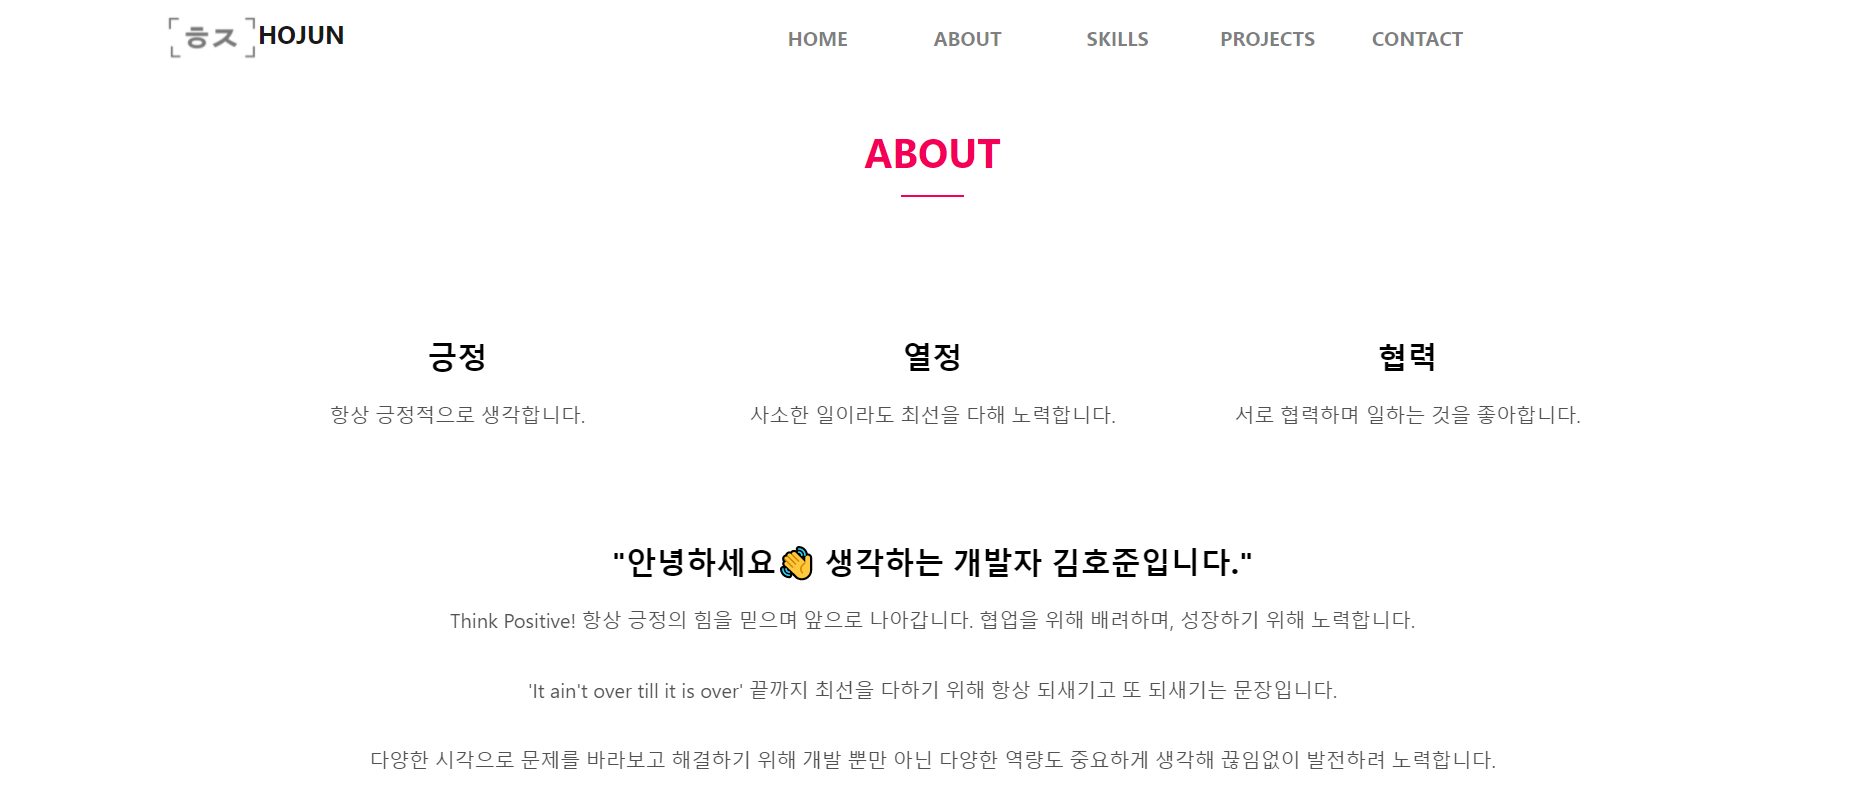 ㅎㅈ HOJUN HOME ABOUT SKILLS PROJECTS CONTACT
ABOUT
긍정 열정 협력
항상 긍정적으로 생각합니다. 사소한 일이라도 최선을 다해 노력합니다. 서로 협력하며 일하는 것을 좋아합니다.
"안녕하세요👋 생각하는 개발자 김호준입니다."
Think Positive! 항상 긍정의 힘을 믿으며 앞으로 나아갑니다. 협업을 위해 배려하며, 성장하기 위해 노력합니다.
'It ain't over till it is over' 끝까지 최선을 다하기 위해 항상 되새기고 또 되새기는 문장입니다.
다양한 시각으로 문제를 바라보고 해결하기 위해 개발 뿐만 아닌 다양한 역량도 중요하게 생각해 끊임없이 발전하려 노력합니다.